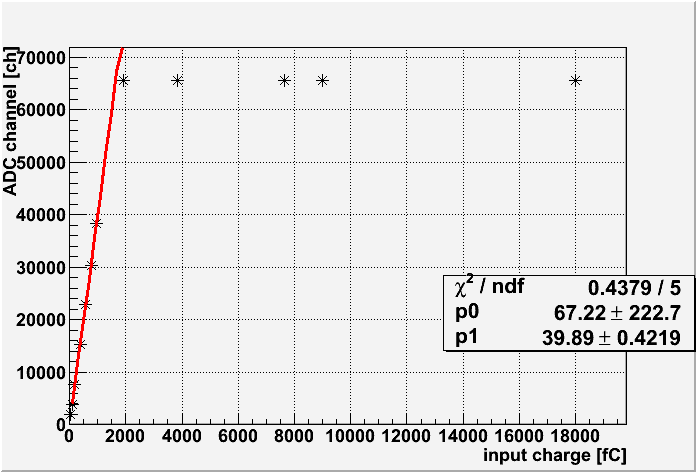 ADC channel [ch]
70000
60000
50000
40000
30000
20000
10000
0
0 2000 4000 6000 8000 10000 12000 14000 16000 18000
input charge [fC]
χ² / ndf 0.4379 / 5
p0 67.22 ± 222.7
p1 39.89 ± 0.4219